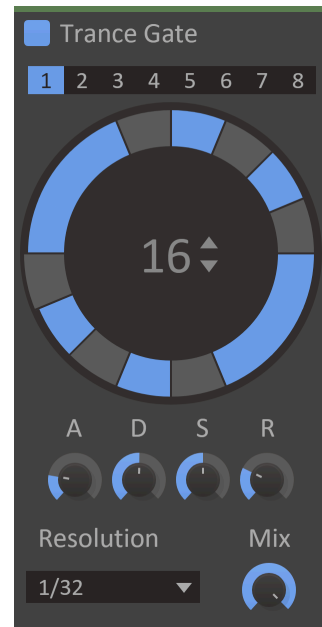 Trance Gate
1 2 3 4 5 6 7 8
16
A D S R
Resolution Mix
1/32